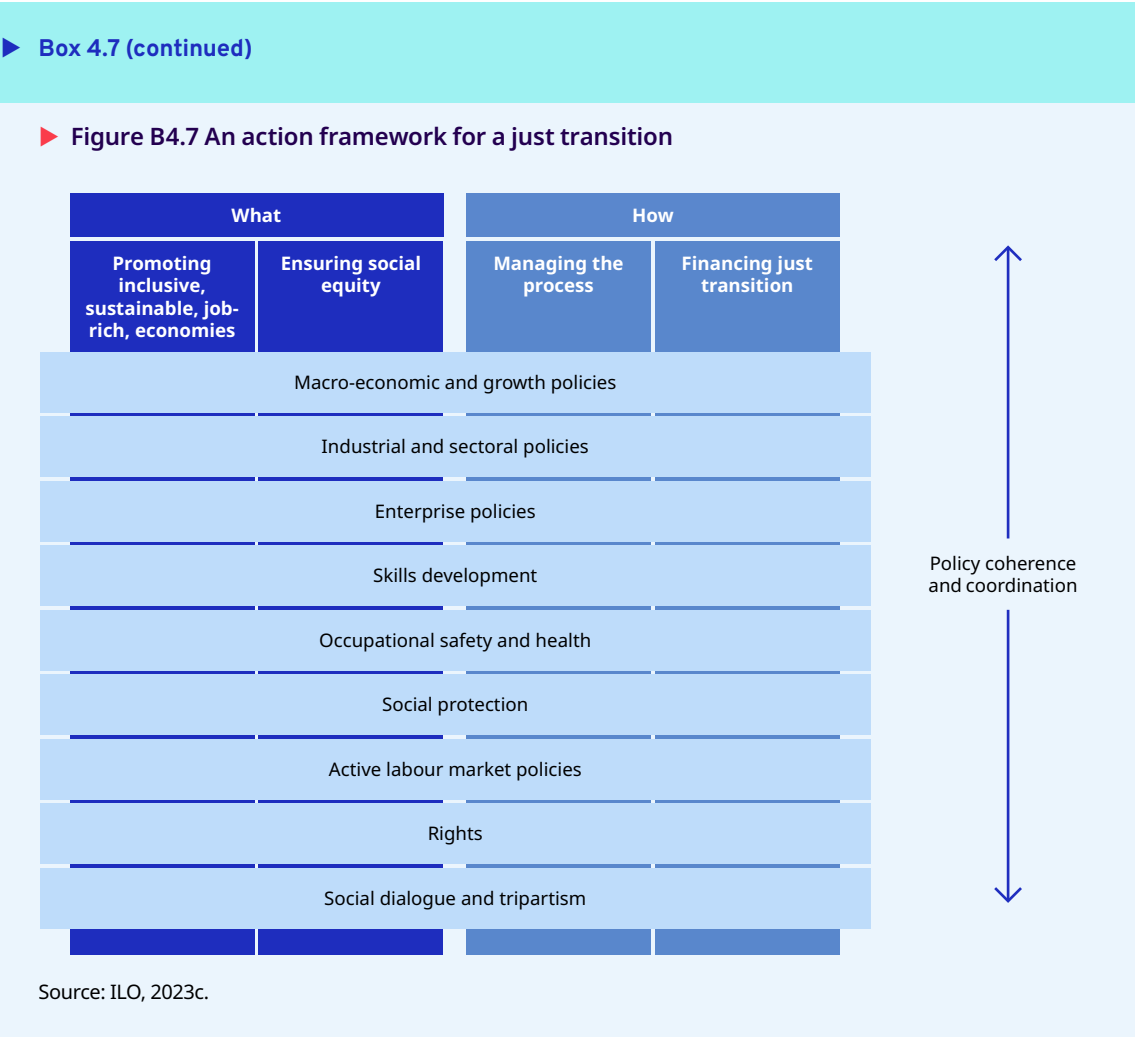 Box 4.7 (continued)
Figure B4.7 An action framework for a just transition
What
How
Promoting
inclusive,
sustainable, job-
rich, economies
Ensuring social
equity
Managing the
process
Financing just
transition
Macro-economic and growth policies
Industrial and sectoral policies
Enterprise policies
Skills development
Occupational safety and health
Social protection
Active labour market policies
Rights
Social dialogue and tripartism
Policy coherence
and coordination
Source: ILO, 2023c.